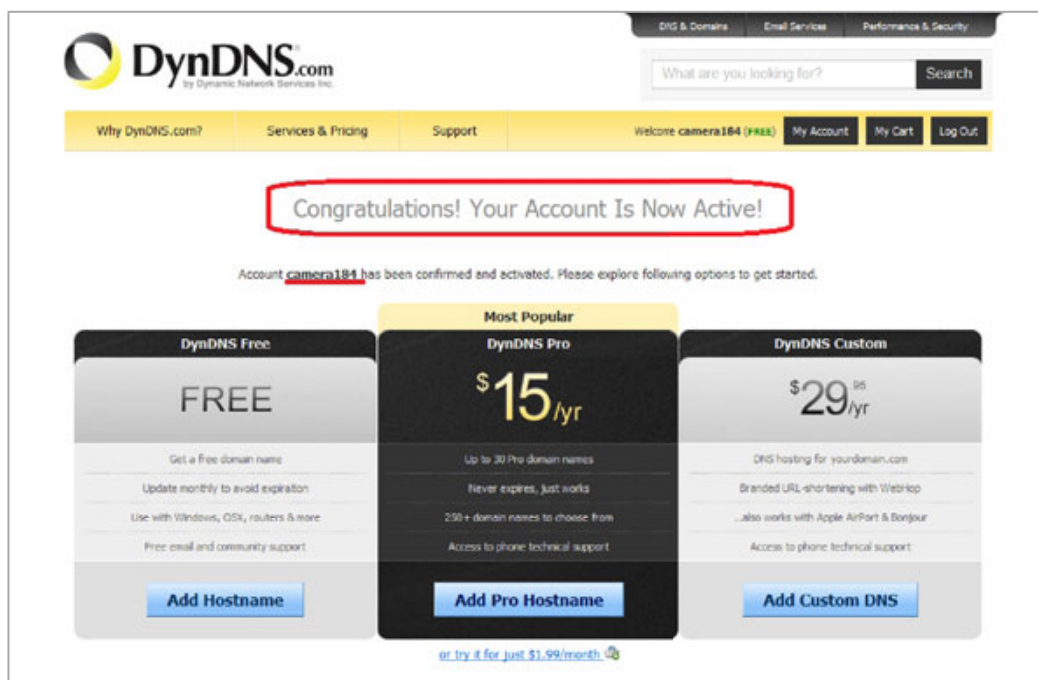 DNS & Domains Email Services Performance & Security
DynDNS.com
by Dynamic Network Services Inc.
What are you looking for? Search
Why DynDNS.com? Services & Pricing Support Welcome camera184 (FREE) My Account My Cart Log Out
Congratulations! Your Account Is Now Active!
Account camera184 has been confirmed and activated. Please explore following options to get started.
Most Popular
DynDNS Free
FREE
Get a free domain name
Update monthly to avoid expiration
Use with Windows, OSX, routers & more
Free email and community support
Add Hostname
DynDNS Pro
$15/yr
Up to 30 Pro domain names
Never expires, just works
250+ domain names to choose from
Access to phone technical support
Add Pro Hostname
or try it for just $1.99/month
DynDNS Custom
$29.95/yr
DNS hosting for yourdomain.com
Branded URL-shortening with WebHop
...also works with Apple AirPort & Bonjour
Access to phone technical support
Add Custom DNS